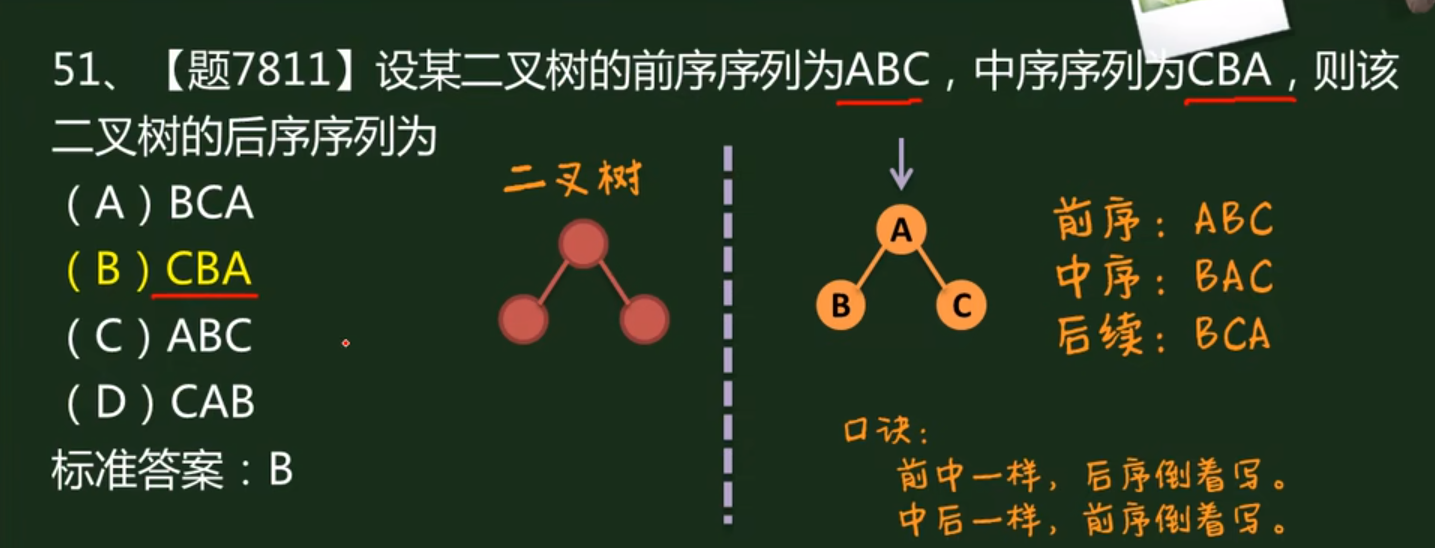 51、【题7811】设某二叉树的前序序列为ABC，中序序列为CBA，则该
二叉树的后序序列为
（A）BCA
（B）CBA
（C）ABC
（D）CAB
标准答案：B
二叉树
A
B
C
前序：ABC
中序：BAC
后续：BCA
口诀：
前中一样，后序倒着写。
中后一样，前序倒着写。